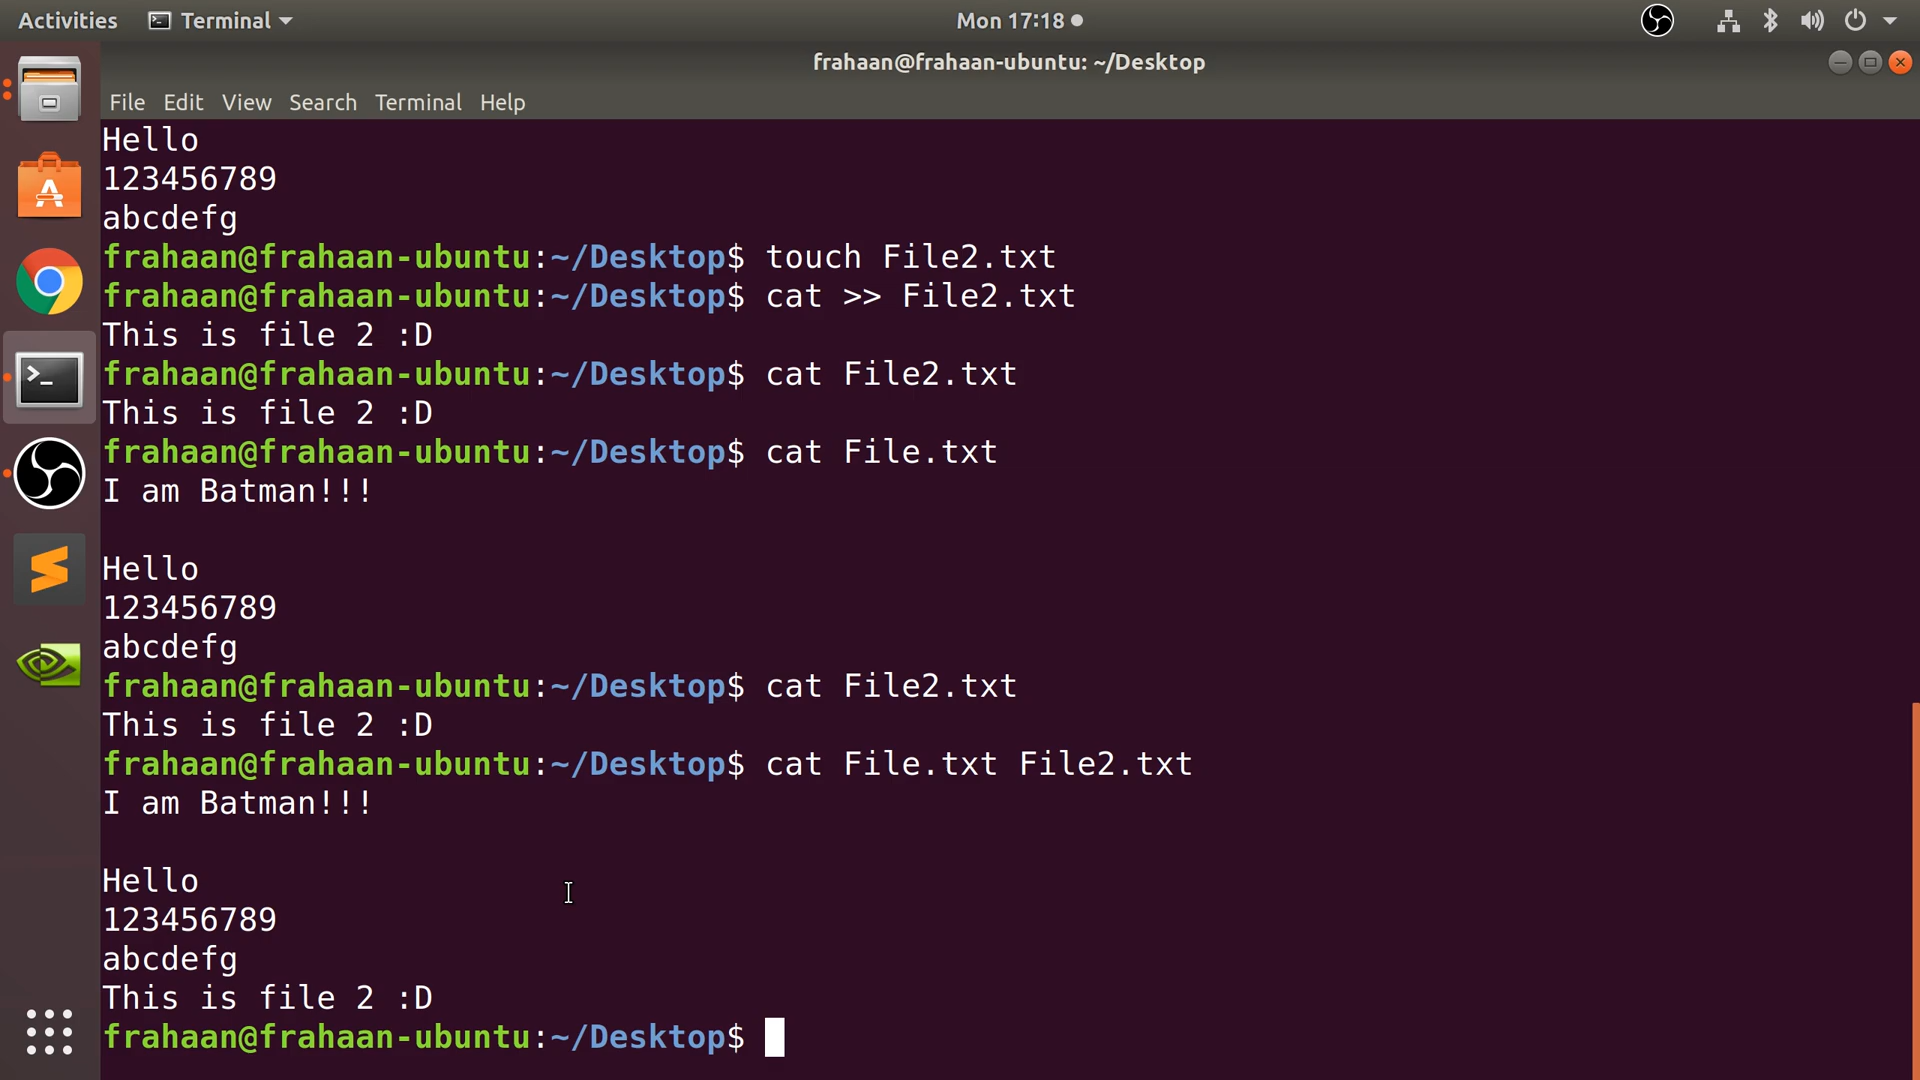 Activities Terminal Mon 17:18
frahaan@frahaan-ubuntu: ~/Desktop
File Edit View Search Terminal Help
Hello
123456789
abcdefg
frahaan@frahaan-ubuntu:~/Desktop$ touch File2.txt
frahaan@frahaan-ubuntu:~/Desktop$ cat >> File2.txt
This is file 2 :D
frahaan@frahaan-ubuntu:~/Desktop$ cat File2.txt
This is file 2 :D
frahaan@frahaan-ubuntu:~/Desktop$ cat File.txt
I am Batman!!!

Hello
123456789
abcdefg
frahaan@frahaan-ubuntu:~/Desktop$ cat File2.txt
This is file 2 :D
frahaan@frahaan-ubuntu:~/Desktop$ cat File.txt File2.txt
I am Batman!!!

Hello
123456789
abcdefg
This is file 2 :D
frahaan@frahaan-ubuntu:~/Desktop$